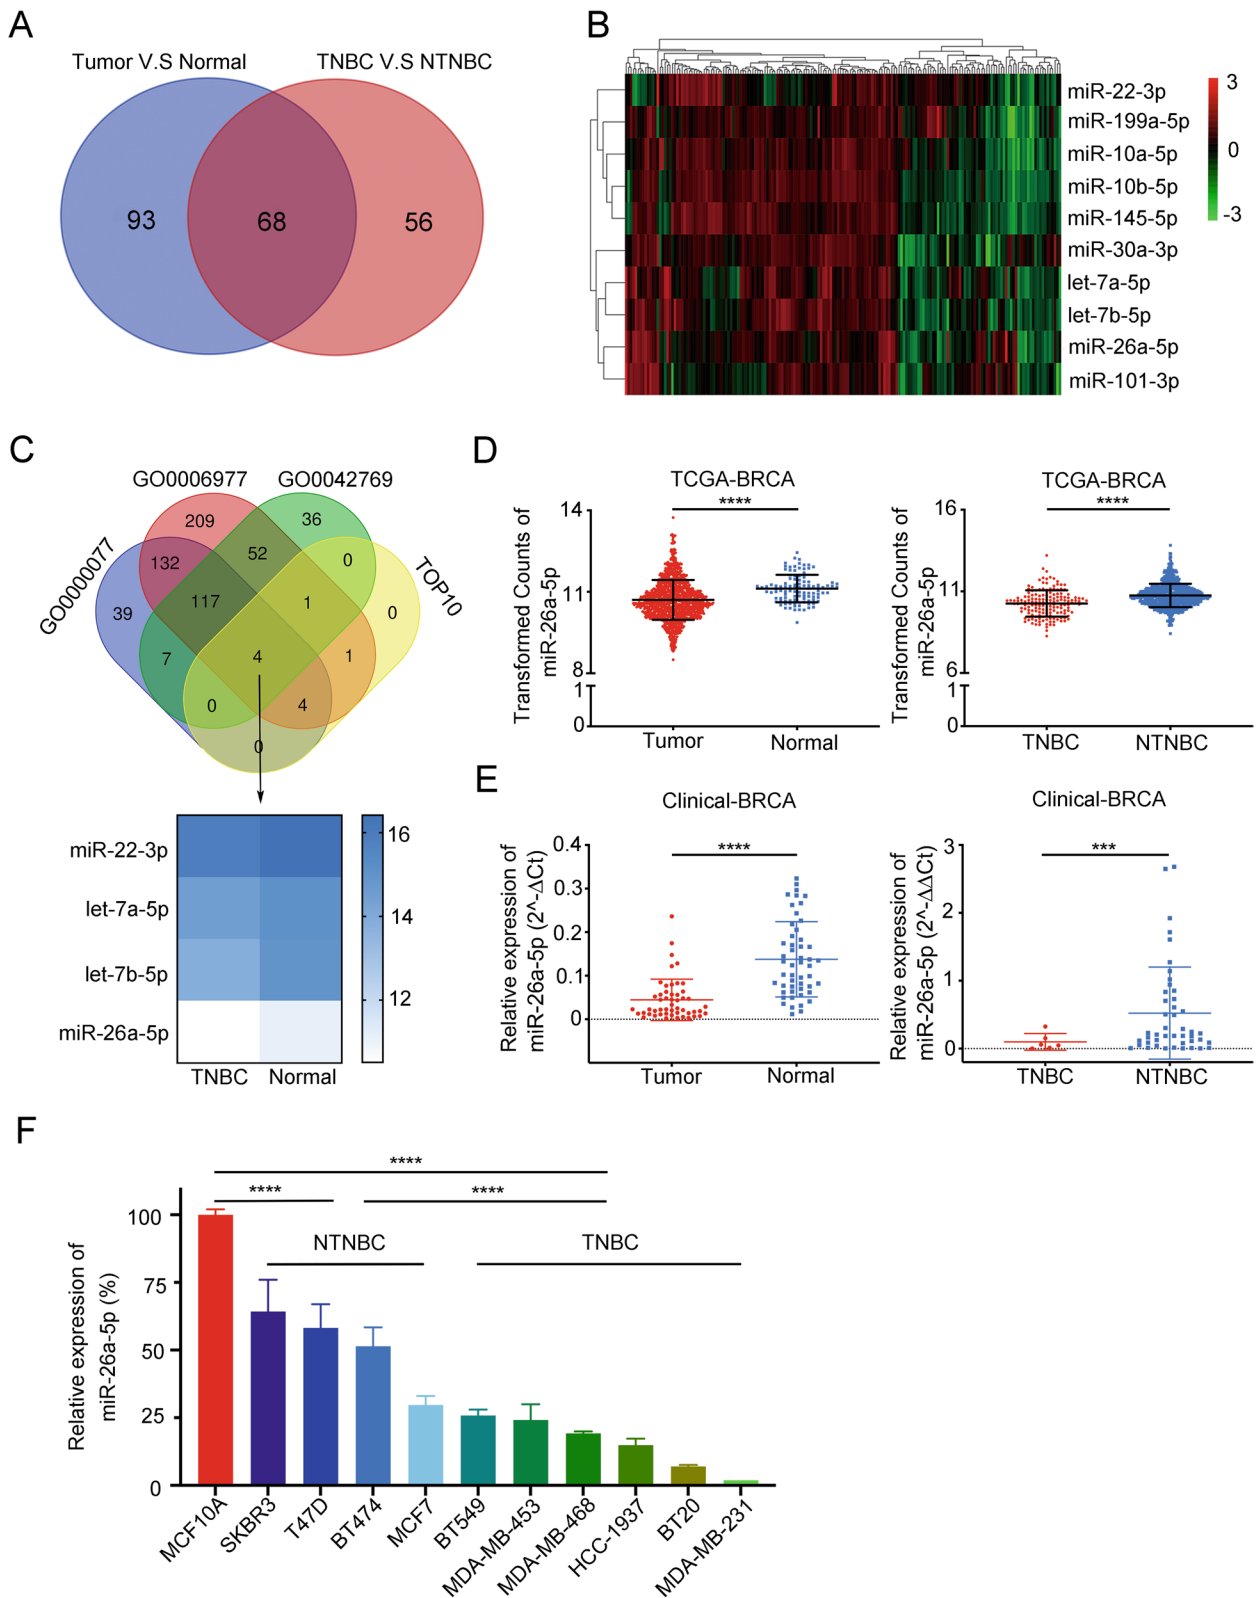 A
Tumor V.S Normal
TNBC V.S NTNBC
93
68
56
B
miR-22-3p
miR-199a-5p
miR-10a-5p
miR-10b-5p
miR-145-5p
miR-30a-3p
let-7a-5p
let-7b-5p
miR-26a-5p
miR-101-3p
3
0
-3
C
GO0006977
GO0042769
GO0000077
TOP10
209
36
132
52
0
39
117
1
0
7
4
1
0
4
0
miR-22-3p
let-7a-5p
let-7b-5p
miR-26a-5p
TNBC
Normal
16
14
12
D
TCGA-BRCA
****
Transformed Counts of
miR-26a-5p
14
11
8
1
0
Tumor
Normal
TCGA-BRCA
****
Transformed Counts of
miR-26a-5p
16
11
6
1
0
TNBC
NTNBC
E
Clinical-BRCA
****
Relative expression of
miR-26a-5p (2^-ΔCt)
0.4
0.3
0.2
0.1
0
Tumor
Normal
Clinical-BRCA
***
Relative expression of
miR-26a-5p (2^-ΔΔCt)
3
2
1
0
TNBC
NTNBC
F
****
****
****
NTNBC
TNBC
Relative expression of
miR-26a-5p (%)
100
75
50
25
0
MCF10A
SKBR3
T47D
BT474
MCF7
BT549
MDA-MB-453
MDA-MB-468
HCC-1937
BT20
MDA-MB-231